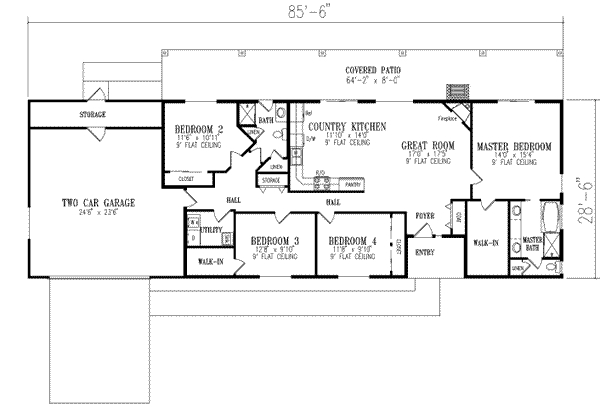 85'-6"
COVERED PATIO
64'-2" x 8'-0"
STORAGE
BEDROOM 2
11'6" x 10'11"
9' FLAT CEILING
CLOSET
BATH
LINEN
LINEN
STORAGE
Ref
D/W
COUNTRY KITCHEN
11'10" x 14'0"
9' FLAT CEILING
R/O
PANTRY
Fireplace
GREAT ROOM
17'0" x 17'5"
9' FLAT CEILING
MASTER BEDROOM
14'0" x 15'4"
9' FLAT CEILING
28'-6"
TWO CAR GARAGE
24'8" x 23'6"
HALL
HALL
W
D
UTILITY
WALK-IN
BEDROOM 3
12'8" x 9'10"
9' FLAT CEILING
BEDROOM 4
11'8" x 9'10"
9' FLAT CEILING
CLOSET
FOYER
ENTRY
WALK-IN
MASTER
BATH
LINEN